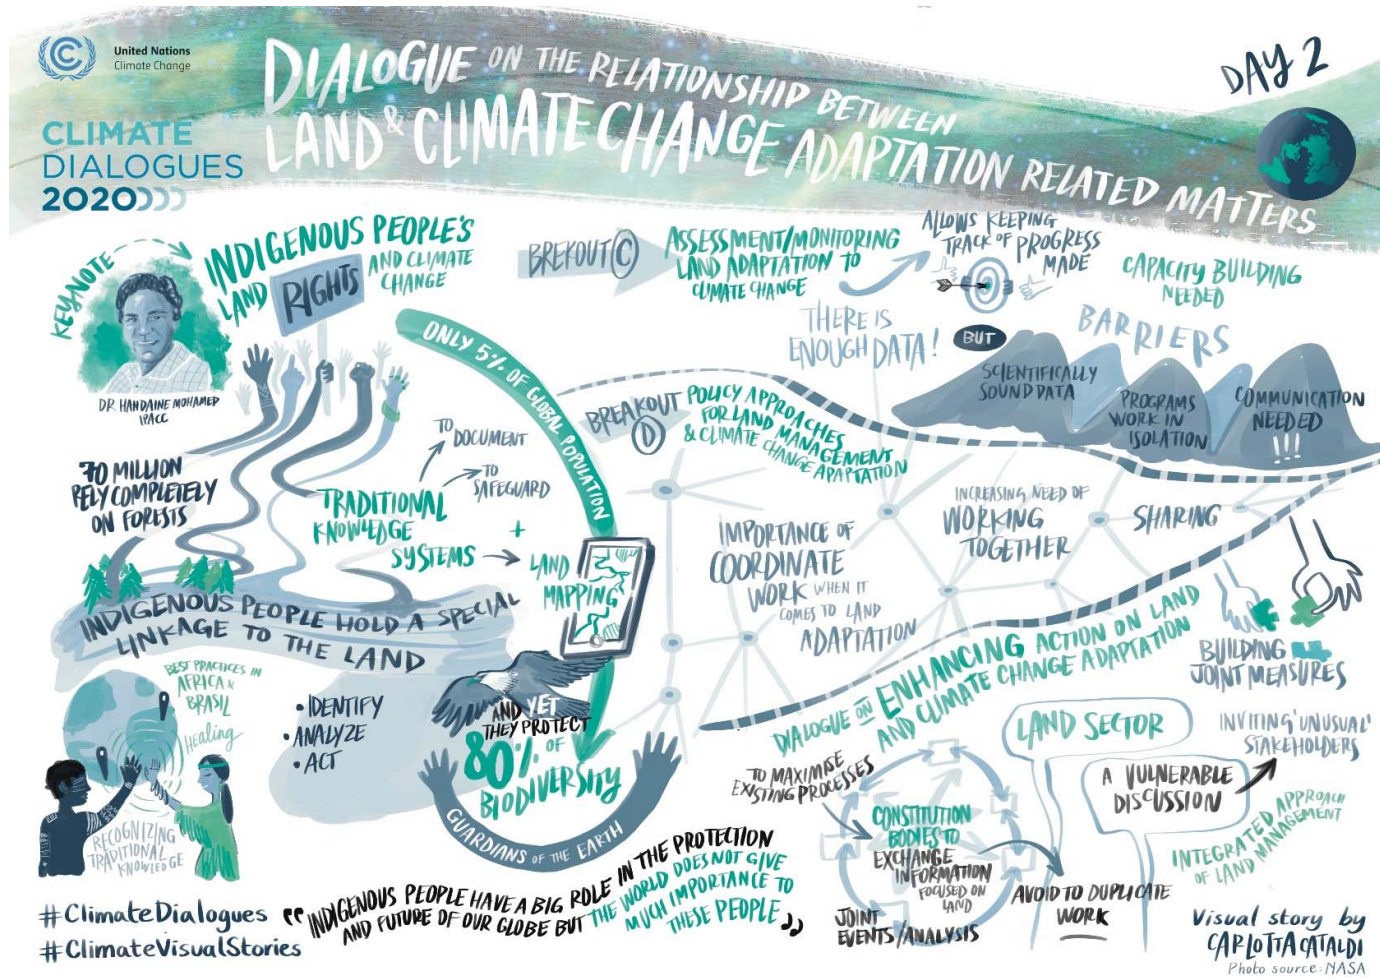 United Nations
Climate Change
CLIMATE
DIALOGUES
2020
DIALOGUE ON THE RELATIONSHIP BETWEEN
LAND & CLIMATE CHANGE ADAPTATION RELATED MATTERS
DAY 2
KEYNOTE
DR HANDAINE MOHAMED
IPACC
INDIGENOUS PEOPLE'S
LAND RIGHTS AND CLIMATE
CHANGE
70 MILLION
RELY COMPLETELY
ON FORESTS
TRADITIONAL
KNOWLEDGE
SYSTEMS
TO DOCUMENT
TO SAFEGUARD
+
LAND
MAPPING
ONLY 5% OF GLOBAL POPULATION
INDIGENOUS PEOPLE HOLD A SPECIAL
LINKAGE TO THE LAND
BEST PRACTICES IN
AFRICA &
BRASIL
Healing
RECOGNIZING
TRADITIONAL
KNOWLEDGE
• IDENTIFY
• ANALYZE
• ACT
AND YET
THEY PROTECT
80% OF
BIODIVERSITY
GUARDIANS OF THE EARTH
"INDIGENOUS PEOPLE HAVE A BIG ROLE IN THE PROTECTION
AND FUTURE OF OUR GLOBE BUT THE WORLD DOES NOT GIVE
MUCH IMPORTANCE TO
THESE PEOPLE"
#ClimateDialogues
#ClimateVisualStories
BREKOUT C
ASSESSMENT/MONITORING
LAND ADAPTATION TO
CLIMATE CHANGE
ALLOWS KEEPING
TRACK OF PROGRESS
MADE
CAPACITY BUILDING
NEEDED
THERE IS
ENOUGH DATA!
BUT
BARRIERS
SCIENTIFICALLY
SOUND DATA
PROGRAMS
WORK IN
ISOLATION
COMMUNICATION
NEEDED
!!!
BREAKOUT
D
POLICY APPROACHES
FOR LAND MANAGEMENT
& CLIMATE CHANGE ADAPTATION
IMPORTANCE OF
COORDINATE
WORK WHEN IT
COMES TO LAND
ADAPTATION
INCREASING NEED OF
WORKING
TOGETHER
SHARING
BUILDING
JOINT MEASURES
DIALOGUE ON ENHANCING ACTION ON LAND
AND CLIMATE CHANGE ADAPTATION
TO MAXIMISE
EXISTING PROCESSES
CONSTITUTION
BODIES TO
EXCHANGE
INFORMATION
FOCUSED ON
LAND
JOINT
EVENTS/ANALYSIS
AVOID TO DUPLICATE
WORK
LAND SECTOR
A VULNERABLE
DISCUSSION
INVITING 'UNUSUAL'
STAKEHOLDERS
INTEGRATED APPROACH
OF LAND MANAGEMENT
Visual story by
CARLOTTA CATALDI
Photo source: NASA